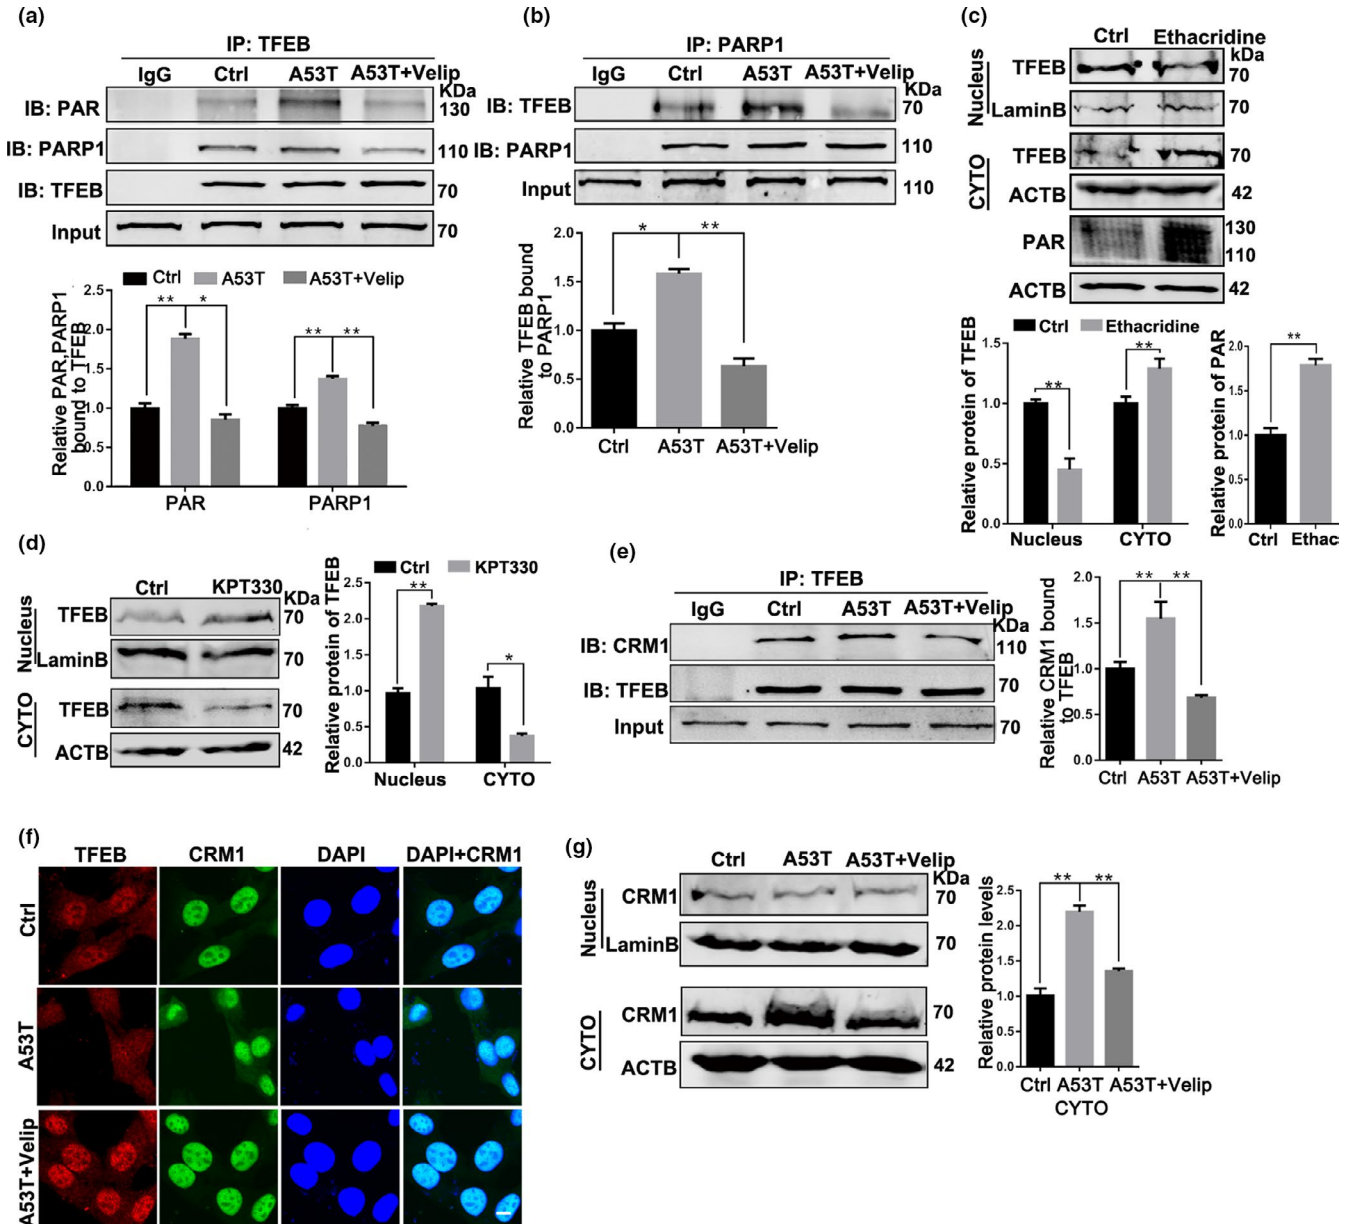 (a)
IP: TFEB
IgG Ctrl A53T A53T+Velip
KDa
IB: PAR 130
IB: PARP1 110
IB: TFEB 70
Input 70
Ctrl A53T A53T+Velip
Relative PAR,PARP1
bound to TFEB
2.5
2.0
1.5
1.0
0.5
0.0
** *
** **
PAR PARP1
(b)
IP: PARP1
IgG Ctrl A53T A53T+Velip
KDa
IB: TFEB 70
IB: PARP1 110
Input 110
Relative TFEB bound
to PARP1
2.0
1.5
1.0
0.5
0.0
* **
Ctrl A53T A53T+Velip
(c)
Ctrl Ethacridine
kDa
Nucleus
TFEB 70
LaminB 70
CYTO
TFEB 70
ACTB 42
PAR 130
110
ACTB 42
Ctrl Ethacridine
Relative protein of TFEB
1.5
1.0
0.5
0.0
**
**
Nucleus CYTO
Relative protein of PAR
2.0
1.5
1.0
0.5
0.0
**
Ctrl Ethac
(d)
Ctrl KPT330
KDa
Nucleus
TFEB 70
LaminB 70
CYTO
TFEB 70
ACTB 42
Ctrl KPT330
Relative protein of TFEB
2.5
2.0
1.5
1.0
0.5
0.0
**
*
Nucleus CYTO
(e)
IP: TFEB
IgG Ctrl A53T A53T+Velip
KDa
IB: CRM1 110
IB: TFEB 70
Input 70
Relative CRM1 bound
to TFEB
2.0
1.5
1.0
0.5
0.0
** **
Ctrl A53T A53T+Velip
(f)
TFEB CRM1 DAPI DAPI+CRM1
Ctrl
A53T
A53T+Velip
(g)
Ctrl A53T A53T+Velip
KDa
Nucleus
CRM1 70
LaminB 70
CYTO
CRM1 70
ACTB 42
Relative protein levels
2.5
2.0
1.5
1.0
0.5
0.0
** **
Ctrl A53T A53T+Velip
CYTO